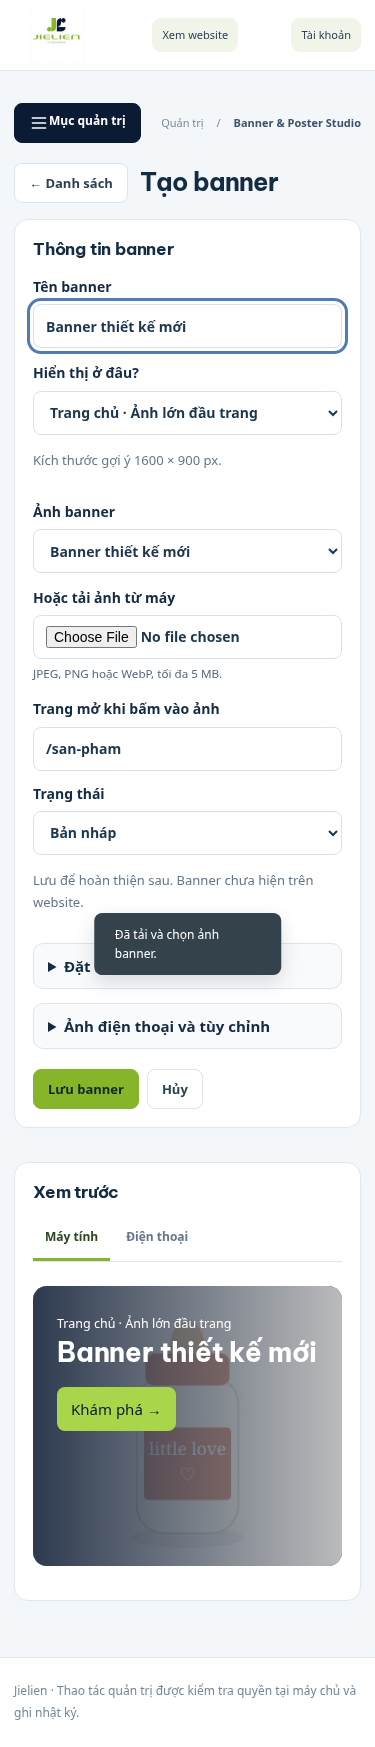 JIELIEN
Xem website
Tài khoản
Mục quản trị
Quản trị / Banner & Poster Studio
← Danh sách
Tạo banner
Thông tin banner
Tên banner
Banner thiết kế mới
Hiển thị ở đâu?
Trang chủ · Ảnh lớn đầu trang
Kích thước gợi ý 1600 × 900 px.
Ảnh banner
Banner thiết kế mới
Hoặc tải ảnh từ máy
Choose File No file chosen
JPEG, PNG hoặc WebP, tối đa 5 MB.
Trang mở khi bấm vào ảnh
/san-pham
Trạng thái
Bản nháp
Lưu để hoàn thiện sau. Banner chưa hiện trên
website.
Đã tải và chọn ảnh
banner.
Đặt
Ảnh điện thoại và tùy chỉnh
Lưu banner
Hủy
Xem trước
Máy tính
Điện thoại
Trang chủ · Ảnh lớn đầu trang
Banner thiết kế mới
Khám phá →
little love
♡
Jielien · Thao tác quản trị được kiểm tra quyền tại máy chủ và
ghi nhật ký.